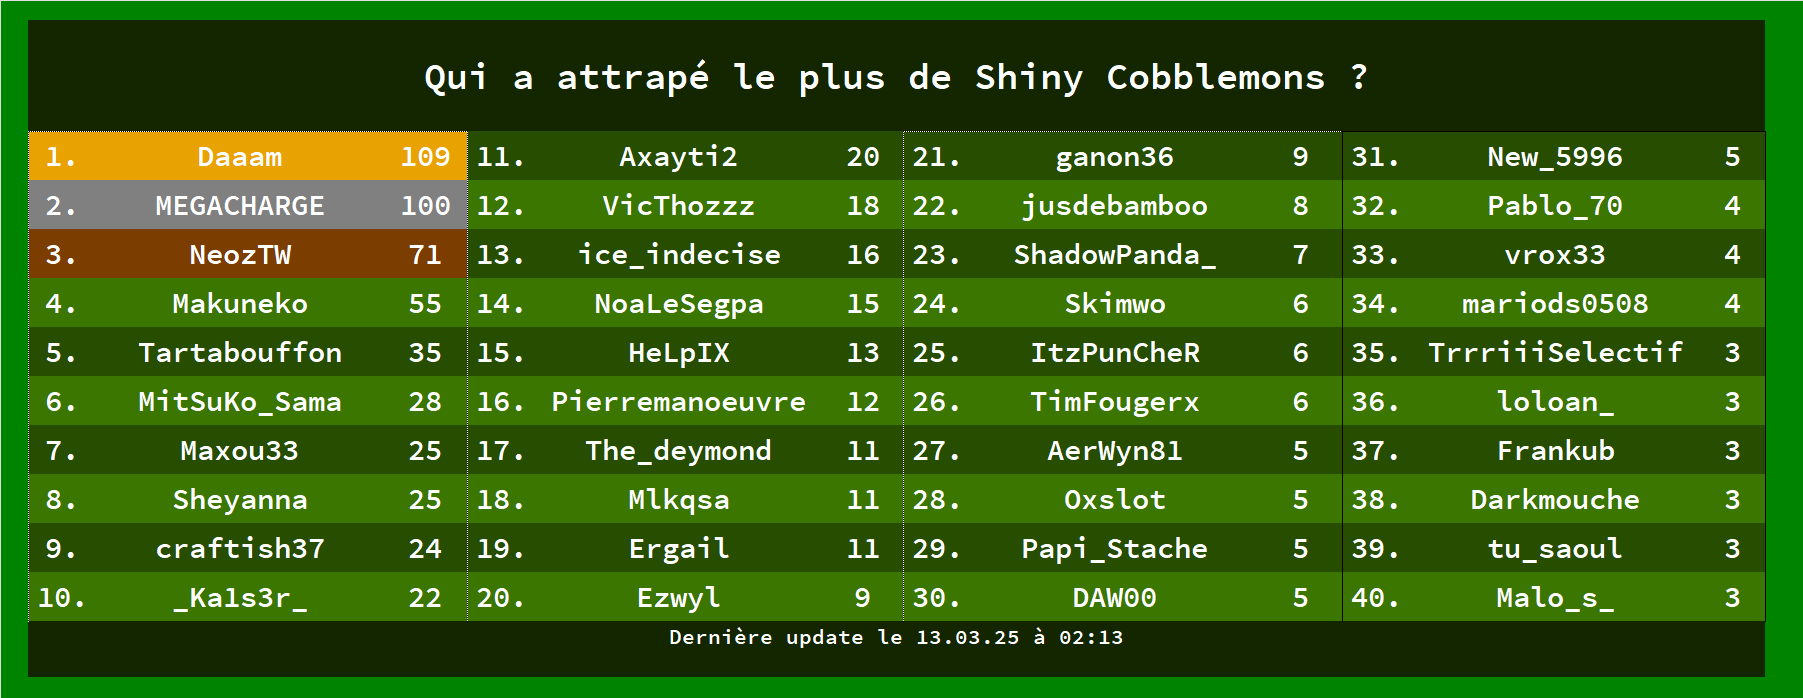 Qui a attrapé le plus de Shiny Cobblemons ?
1. Daaam 109
2. MEGACHARGE 100
3. NeozTW 71
4. Makuneko 55
5. Tartabouffon 35
6. MitSuKo_Sama 28
7. Maxou33 25
8. Sheyanna 25
9. craftish37 24
10. _Ka1s3r_ 22
11. Axayti2 20
12. VicThozzz 18
13. ice_indecise 16
14. NoaLeSegpa 15
15. HeLpIX 13
16. Pierremanoeuvre 12
17. The_deymond 11
18. Mlkqsa 11
19. Ergail 11
20. Ezwyl 9
21. ganon36 9
22. jusdebamboo 8
23. ShadowPanda_ 7
24. Skimwo 6
25. ItzPunCheR 6
26. TimFougerx 6
27. AerWyn81 5
28. Oxslot 5
29. Papi_Stache 5
30. DAW00 5
31. New_5996 5
32. Pablo_70 4
33. vrox33 4
34. mariods0508 4
35. TrrriiiSelectif 3
36. loloan_ 3
37. Frankub 3
38. Darkmouche 3
39. tu_saoul 3
40. Malo_s_ 3
Dernière update le 13.03.25 à 02:13